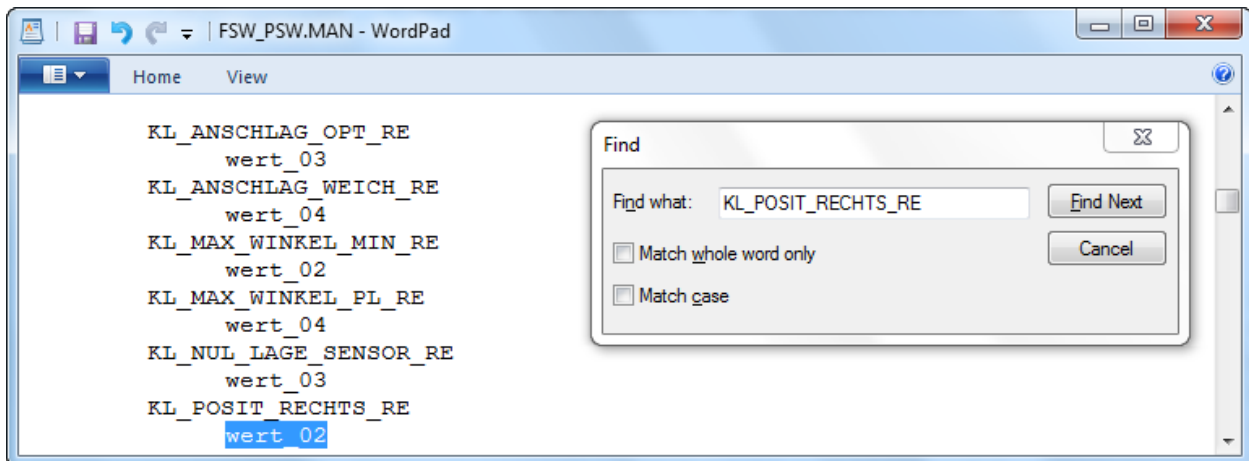 FSW_PSW.MAN - WordPad
Home View
KL_ANSCHLAG_OPT_RE
wert_03
KL_ANSCHLAG_WEICH_RE
wert_04
KL_MAX_WINKEL_MIN_RE
wert_02
KL_MAX_WINKEL_PL_RE
wert_04
KL_NUL_LAGE_SENSOR_RE
wert_03
KL_POSIT_RECHTS_RE
wert_02
Find
Find what: KL_POSIT_RECHTS_RE Find Next
Match whole word only Cancel
Match case